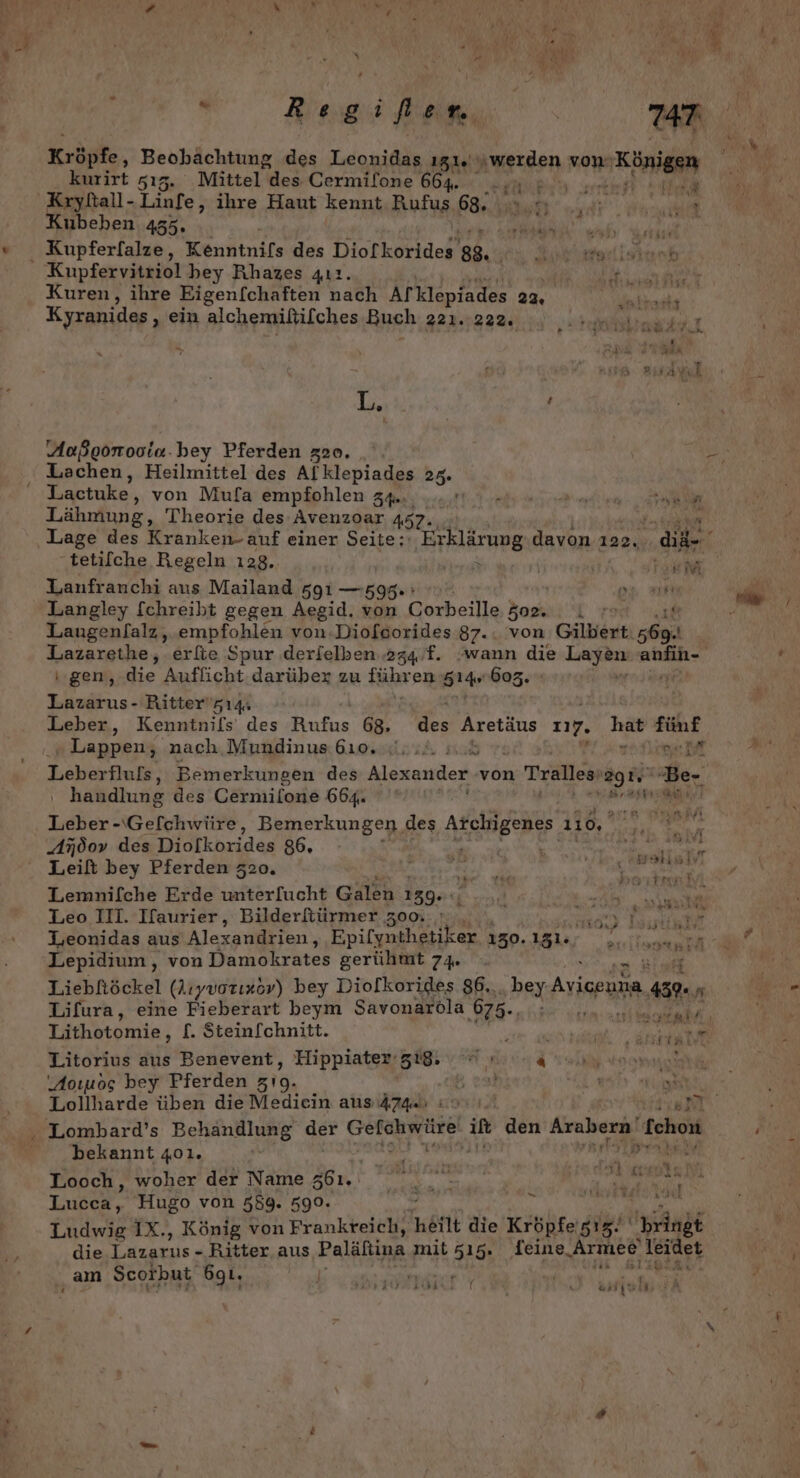 Regiſter. 747
Kröpfe, Beobachtung des Leonidas 181. werden von Königen
kurirt 515. Mittel des Cermiſone 664.
Kryſtall-Linſe, ihre Haut kennt Rufus 68.
Kubeben 455.
Kupferſalze, Kenntniſs des Dioſkorides 88.
Kupfervitriol bey Rhazes 411.
Kuren, ihre Eigenſchaften nach Aſklepiades 22.
Kyranides, ein alchemiſtiſches Buch 221. 222.
L.
Λαβροποσία bey Pferden 520.
Lachen, Heilmittel des Aſklepiades 25.
Lactuke, von Muſa empfohlen 34.
Lähmung, Theorie des Avenzoar 457.
Lage des Kranken auf einer Seite: Erklärung davon 122. diä-
tetiſche Regeln 128.
Lanfranchi aus Mailand 591—595.
Langley ſchreibt gegen Aegid. von Corbeille 502.
Laugenſalz, empfohlen von Dioſcorides 87. von Gilbert 569.
Lazarethe, erſte Spur derſelben 234 f. wann die Layen anfin-
gen, die Aufſicht darüber zu führen 514. 603.
Lazarus-Ritter 514.
Leber, Kenntniſs des Rufus 68. des Aretäus 117. hat fünf
Lappen, nach Mundinus 610.
Leberfluſs, Bemerkungen des Alexander von Tralles 291. Be-
handlung des Cermiſone 664.
Leber-Geſchwüre, Bemerkungen des Archigenes 110.
Λῆδον des Dioſkorides 86.
Leiſt bey Pferden 520.
Lemniſche Erde unterſucht Galen 139.
Leo III. Iſaurier, Bilderſtürmer 300.
Leonidas aus Alexandrien, Epiſynthetiker 130. 181.
Lepidium, von Damokrates gerühmt 74.
Liebſtöckel (λιγυστικὸν) bey Dioſkorides 86. bey Avicenna 439.
Lifura, eine Fieberart beym Savonarola 675.
Lithotomie, ſ. Steinſchnitt.
Litorius aus Benevent, Hippiater 518.
Λοιμὸς bey Pferden 519.
Lollharde üben die Medicin aus 474.
Lombard's Behandlung der Geſchwüre iſt den Arabern ſchon
bekannt 401.
Looch, woher der Name 561.
Lucca, Hugo von 589. 590.
Ludwig IX., König von Frankreich, heilt die Kröpfe 515. bringt
die Lazarus-Ritter aus Paläſtina mit 515. ſeine Armee leidet
am Scorbut 691.